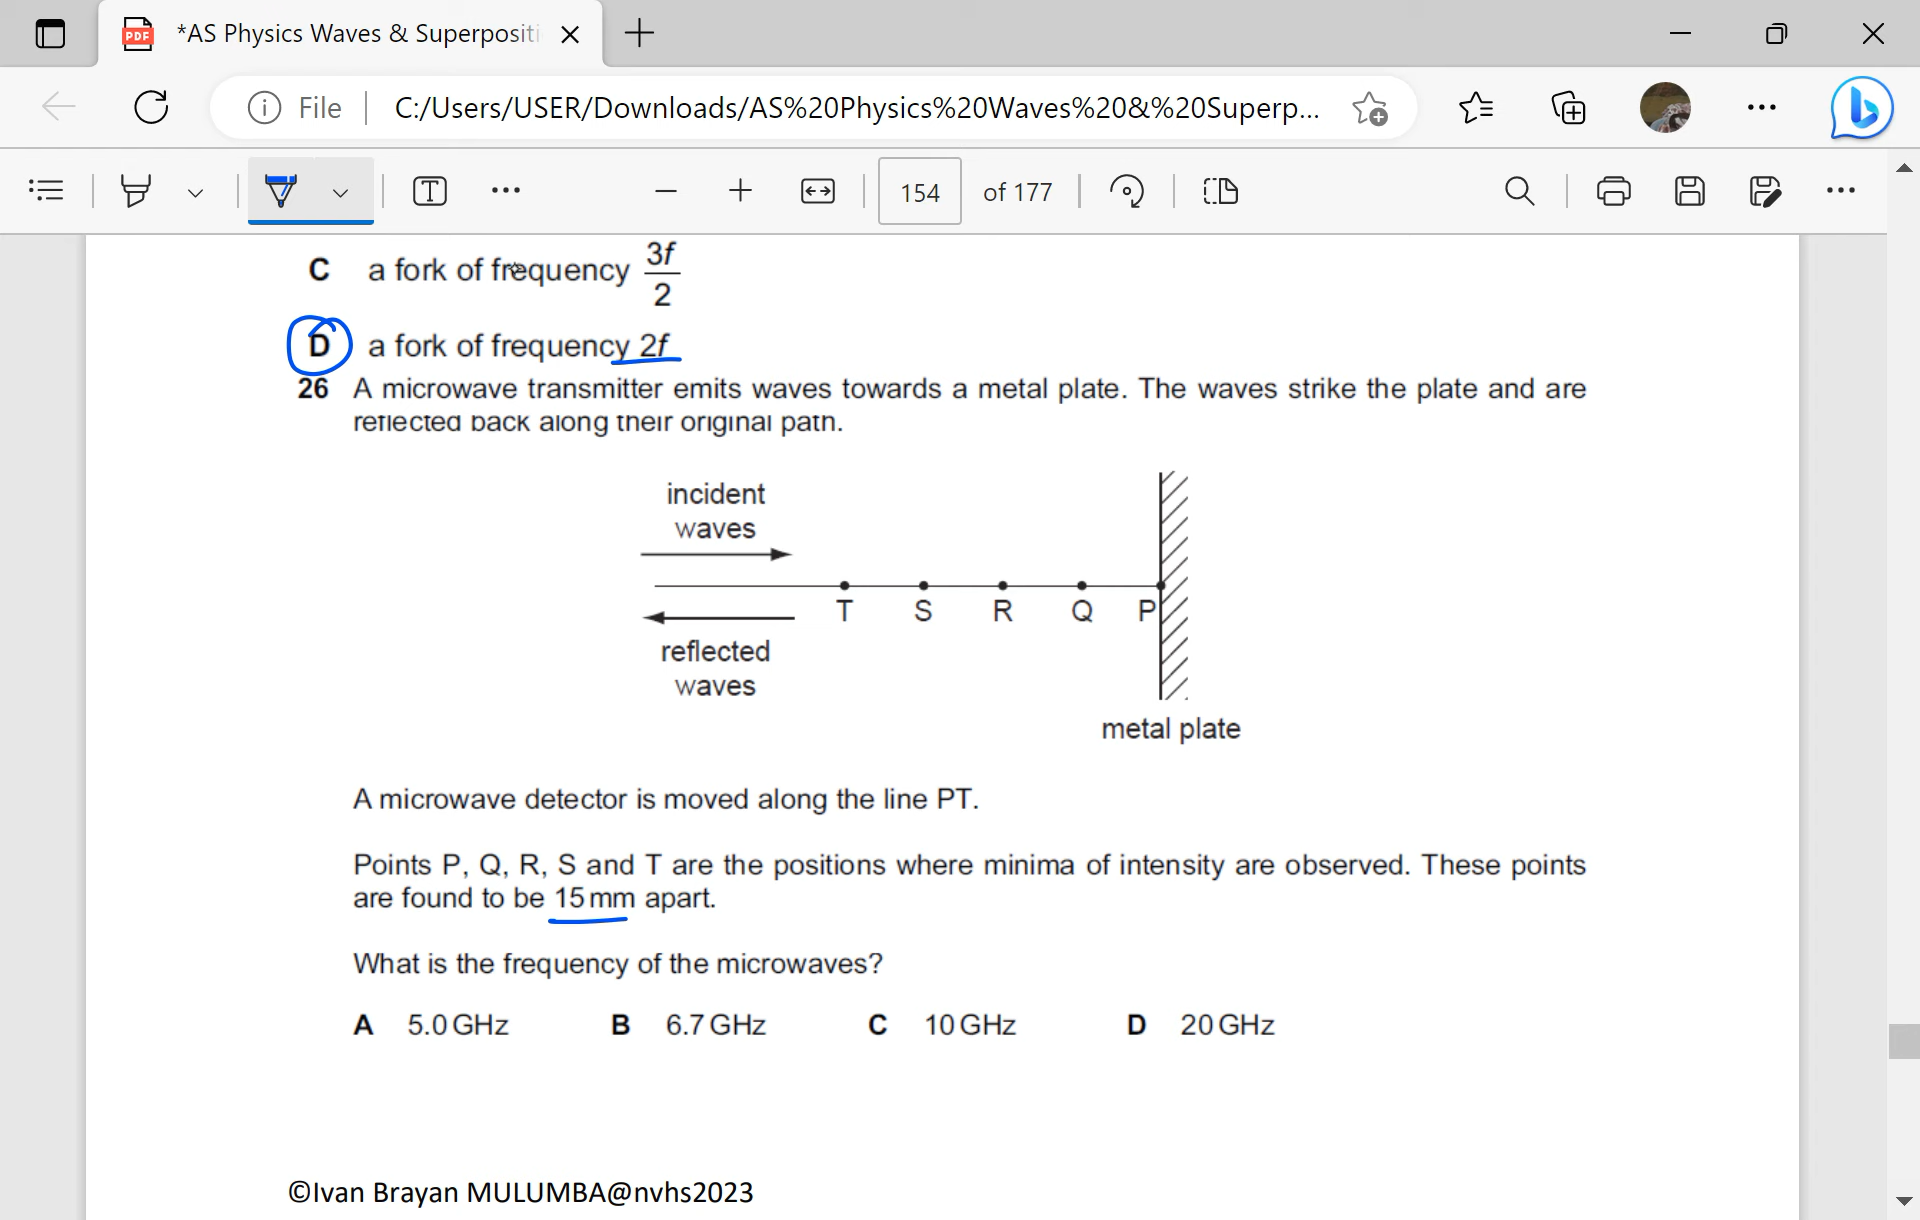 *AS Physics Waves & Superpositi
File
C:/Users/USER/Downloads/AS%20Physics%20Waves%20&%20Superp...
154 of 177
C a fork of frequency 3f/2
D a fork of frequency 2f
26 A microwave transmitter emits waves towards a metal plate. The waves strike the plate and are
reflected back along their original path.
incident
waves
T S R Q P
reflected
waves
metal plate
A microwave detector is moved along the line PT.
Points P, Q, R, S and T are the positions where minima of intensity are observed. These points
are found to be 15 mm apart.
What is the frequency of the microwaves?
A 5.0 GHz B 6.7 GHz C 10 GHz D 20 GHz
©Ivan Brayan MULUMBA@nvhs2023